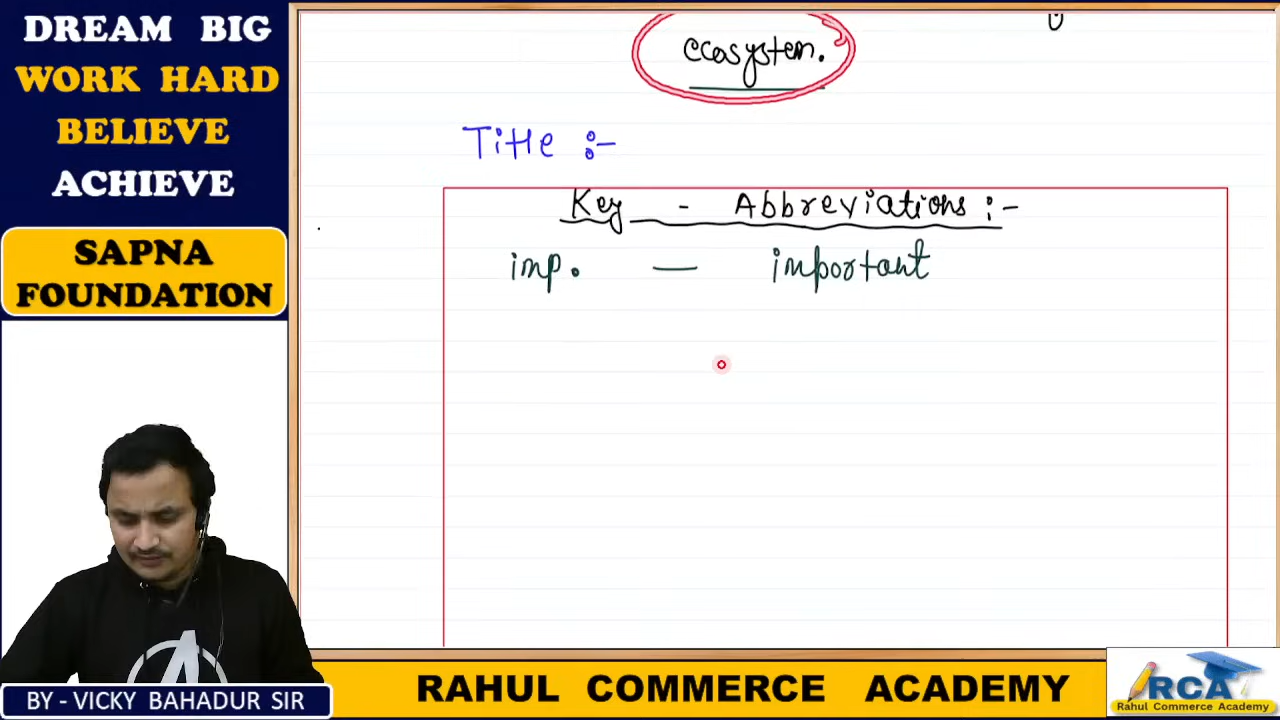 DREAM BIG
WORK HARD
BELIEVE
ACHIEVE
SAPNA
FOUNDATION
ecosystem.
Title :-
Key - Abbreviations :-
imp. — important
BY - VICKY BAHADUR SIR
RAHUL COMMERCE ACADEMY
RCA
Rahul Commerce Academy